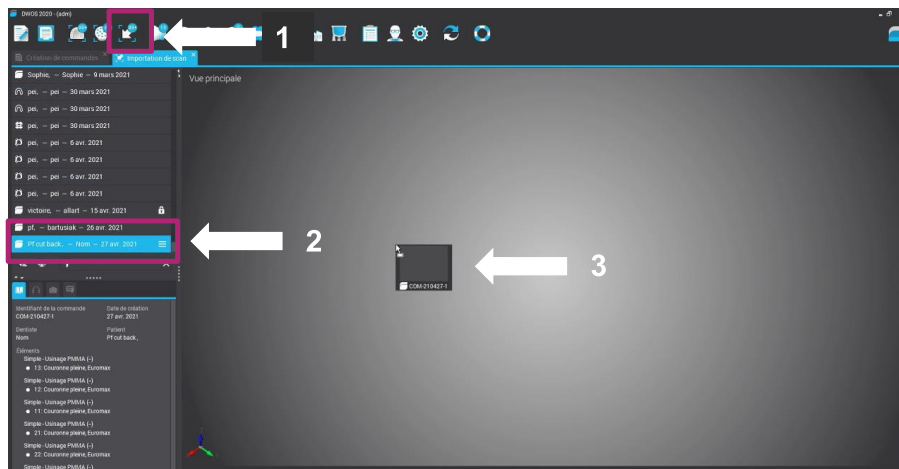 DWOS 2020 - (adm)
1
Création de commandes
Importation de scan
Sophie, – Sophie – 9 mars 2021
Vue principale
pei, – pei – 30 mars 2021
pei, – pei – 30 mars 2021
pei, – pei – 30 mars 2021
pei, – pei – 6 avr. 2021
pei, – pei – 6 avr. 2021
pei, – pei – 6 avr. 2021
pei, – pei – 6 avr. 2021
victoire, – allart – 15 avr. 2021
pf, – bartusiak – 26 avr. 2021
Pf cut back, – Nom – 27 avr. 2021
2
3
COM-210427-1
Identifiant de la commande
COM-210427-1
Date de création
27 avr. 2021
Dentiste
Nom
Patient
Pf cut back,
Éléments
Simple - Usinage PMMA (-)
13: Couronne pleine, Euromax
Simple - Usinage PMMA (-)
12: Couronne pleine, Euromax
Simple - Usinage PMMA (-)
11: Couronne pleine, Euromax
Simple - Usinage PMMA (-)
21: Couronne pleine, Euromax
Simple - Usinage PMMA (-)
22: Couronne pleine, Euromax
Simple - Usinage PMMA (-)